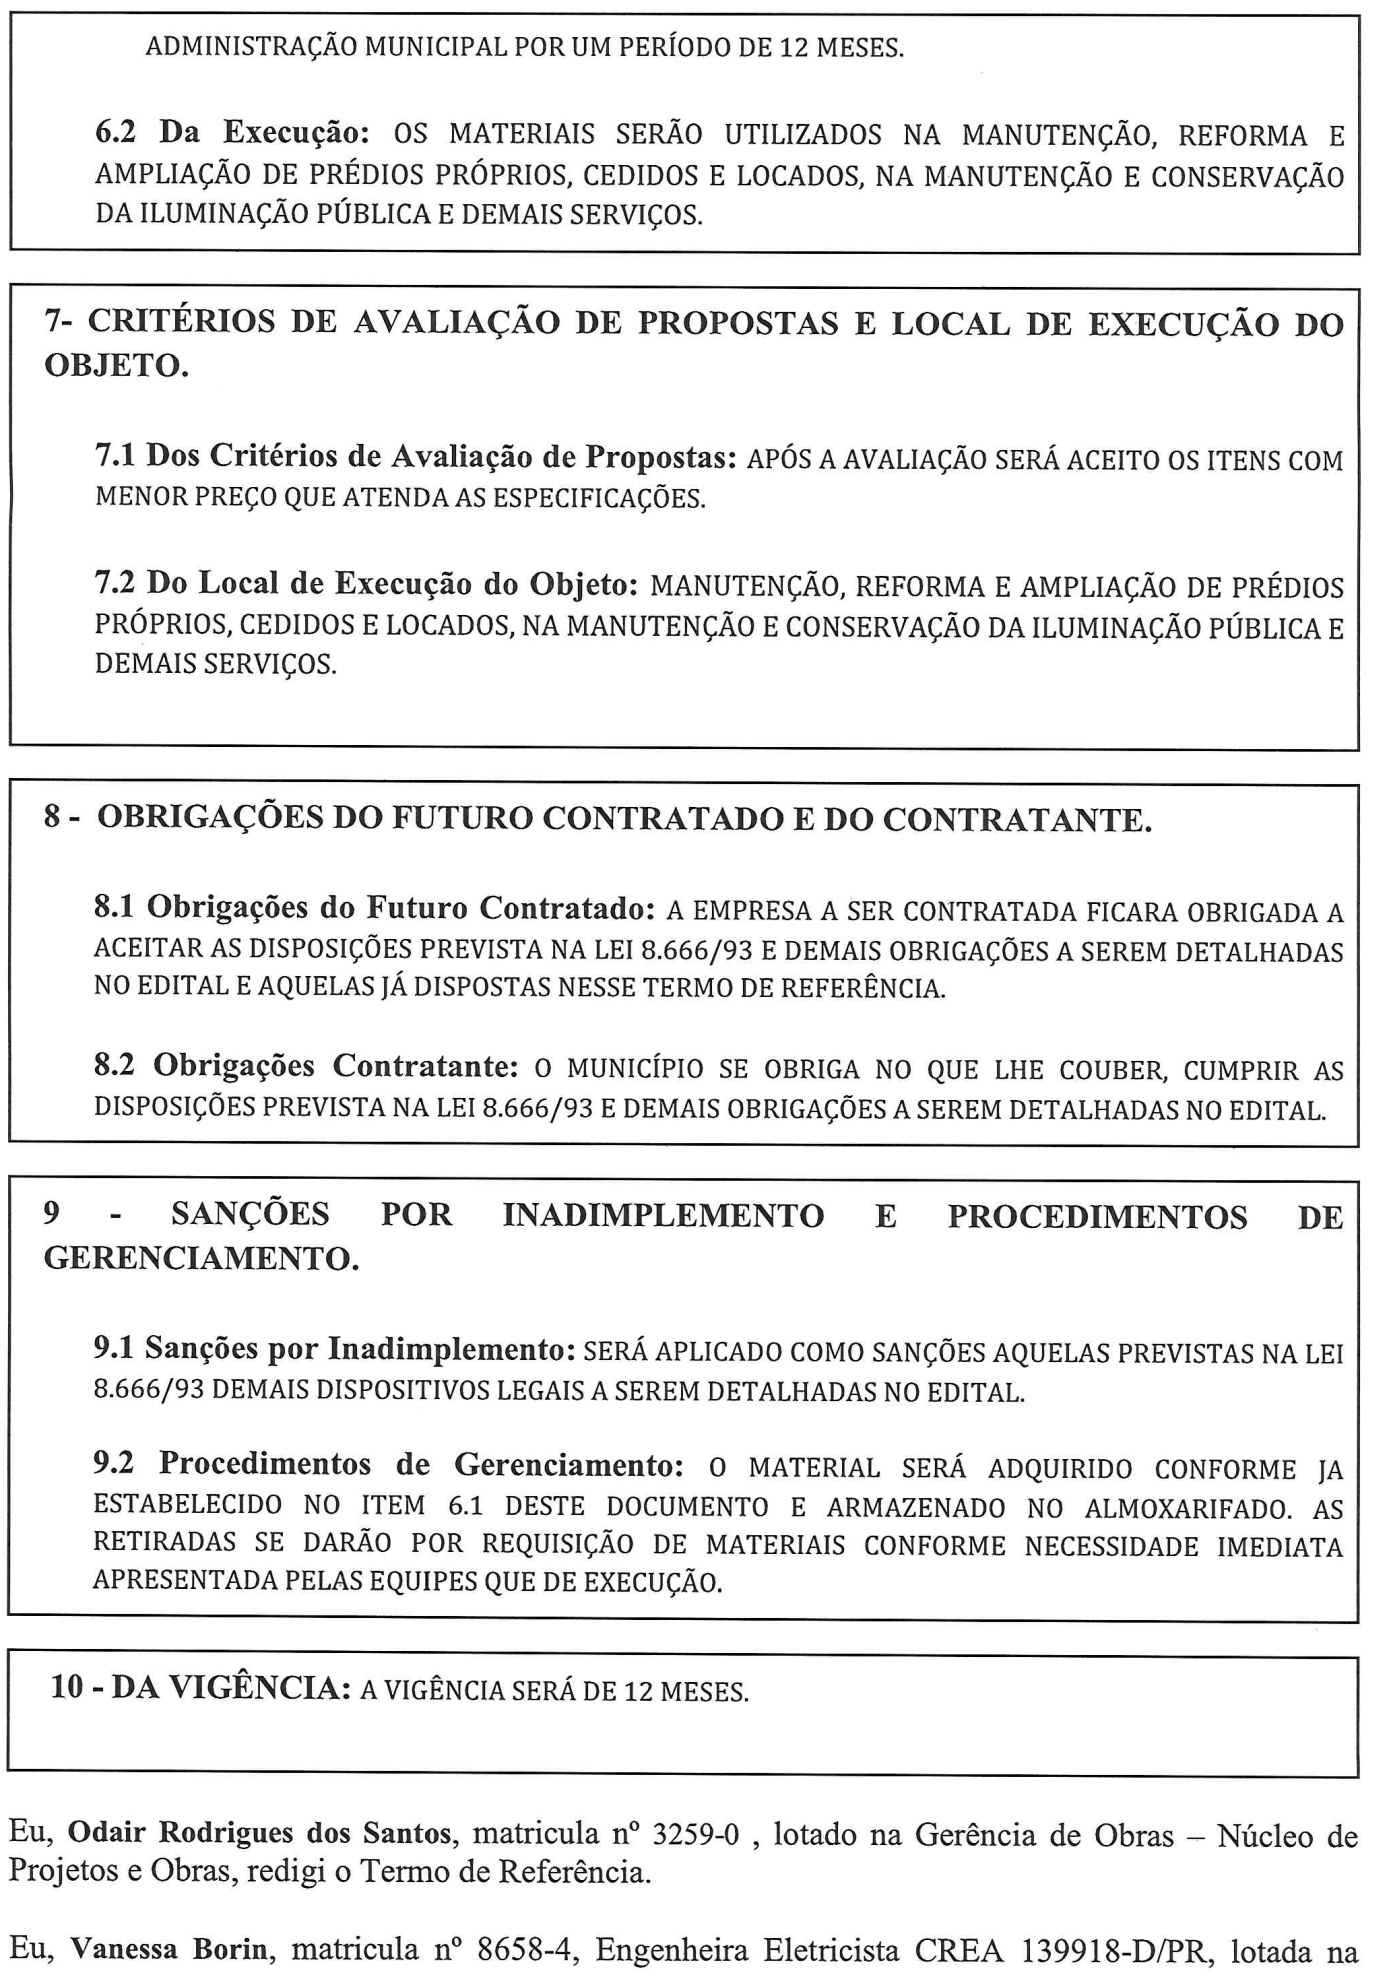 ADMINISTRAÇÃO MUNICIPAL POR UM PERÍODO DE 12 MESES.
6.2 Da Execução: OS MATERIAIS SERÃO UTILIZADOS NA MANUTENÇÃO, REFORMA E
AMPLIAÇÃO DE PRÉDIOS PRÓPRIOS, CEDIDOS E LOCADOS, NA MANUTENÇÃO E CONSERVAÇÃO
DA ILUMINAÇÃO PÚBLICA E DEMAIS SERVIÇOS.
7- CRITÉRIOS DE AVALIAÇÃO DE PROPOSTAS E LOCAL DE EXECUÇÃO DO
OBJETO.
7.1 Dos Critérios de Avaliação de Propostas: APÓS A AVALIAÇÃO SERÁ ACEITO OS ITENS COM
MENOR PREÇO QUE ATENDA AS ESPECIFICAÇÕES.
7.2 Do Local de Execução do Objeto: MANUTENÇÃO, REFORMA E AMPLIAÇÃO DE PRÉDIOS
PRÓPRIOS, CEDIDOS E LOCADOS, NA MANUTENÇÃO E CONSERVAÇÃO DA ILUMINAÇÃO PÚBLICA E
DEMAIS SERVIÇOS.
8 - OBRIGAÇÕES DO FUTURO CONTRATADO E DO CONTRATANTE.
8.1 Obrigações do Futuro Contratado: A EMPRESA A SER CONTRATADA FICARA OBRIGADA A
ACEITAR AS DISPOSIÇÕES PREVISTA NA LEI 8.666/93 E DEMAIS OBRIGAÇÕES A SEREM DETALHADAS
NO EDITAL E AQUELAS JÁ DISPOSTAS NESSE TERMO DE REFERÊNCIA.
8.2 Obrigações Contratante: O MUNICÍPIO SE OBRIGA NO QUE LHE COUBER, CUMPRIR AS
DISPOSIÇÕES PREVISTA NA LEI 8.666/93 E DEMAIS OBRIGAÇÕES A SEREM DETALHADAS NO EDITAL.
9 - SANÇÕES POR INADIMPLEMENTO E PROCEDIMENTOS DE
GERENCIAMENTO.
9.1 Sanções por Inadimplemento: SERÁ APLICADO COMO SANÇÕES AQUELAS PREVISTAS NA LEI
8.666/93 DEMAIS DISPOSITIVOS LEGAIS A SEREM DETALHADAS NO EDITAL.
9.2 Procedimentos de Gerenciamento: O MATERIAL SERÁ ADQUIRIDO CONFORME JA
ESTABELECIDO NO ITEM 6.1 DESTE DOCUMENTO E ARMAZENADO NO ALMOXARIFADO. AS
RETIRADAS SE DARÃO POR REQUISIÇÃO DE MATERIAIS CONFORME NECESSIDADE IMEDIATA
APRESENTADA PELAS EQUIPES QUE DE EXECUÇÃO.
10 - DA VIGÊNCIA: A VIGÊNCIA SERÁ DE 12 MESES.
Eu, Odair Rodrigues dos Santos, matricula nº 3259-0 , lotado na Gerência de Obras – Núcleo de
Projetos e Obras, redigi o Termo de Referência.
Eu, Vanessa Borin, matricula nº 8658-4, Engenheira Eletricista CREA 139918-D/PR, lotada na